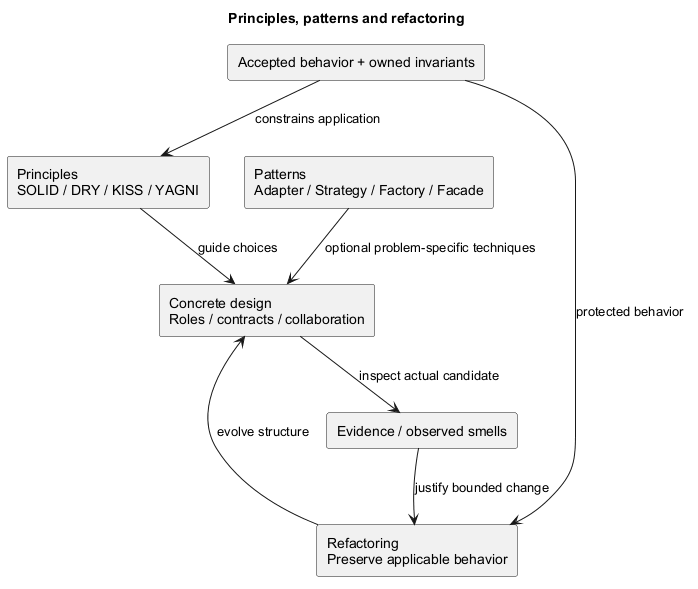 Principles, patterns and refactoring
Accepted behavior + owned invariants
constrains application
Principles
SOLID / DRY / KISS / YAGNI
Patterns
Adapter / Strategy / Factory / Facade
guide choices
optional problem-specific techniques
Concrete design
Roles / contracts / collaboration
protected behavior
inspect actual candidate
Evidence / observed smells
evolve structure
justify bounded change
Refactoring
Preserve applicable behavior